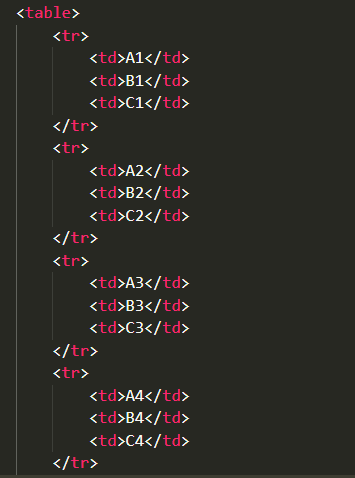 <table>
<tr>
<td>A1</td>
<td>B1</td>
<td>C1</td>
</tr>
<tr>
<td>A2</td>
<td>B2</td>
<td>C2</td>
</tr>
<tr>
<td>A3</td>
<td>B3</td>
<td>C3</td>
</tr>
<tr>
<td>A4</td>
<td>B4</td>
<td>C4</td>
</tr>